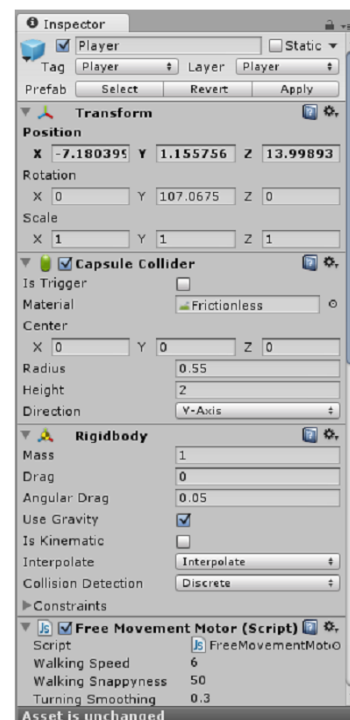 Inspector
Player Static
Tag Player Layer Player
Prefab Select Revert Apply
Transform
Position
X -7.180399 Y 1.155756 Z 13.99893
Rotation
X 0 Y 107.0675 Z 0
Scale
X 1 Y 1 Z 1
Capsule Collider
Is Trigger
Material Frictionless
Center
X 0 Y 0 Z 0
Radius 0.55
Height 2
Direction Y-Axis
Rigidbody
Mass 1
Drag 0
Angular Drag 0.05
Use Gravity
Is Kinematic
Interpolate Interpolate
Collision Detection Discrete
Constraints
Free Movement Motor (Script)
Script FreeMovementMoto
Walking Speed 6
Walking Snappyness 50
Turning Smoothing 0.3
Asset is unchanged